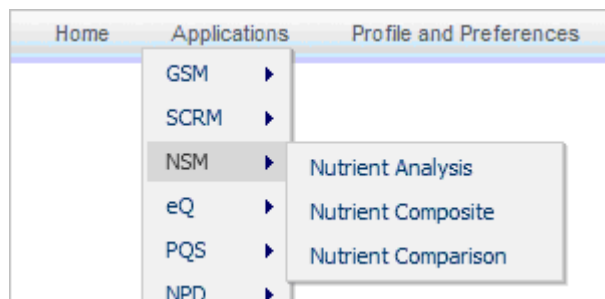 Home Applications Profile and Preferences
GSM
SCRM
NSM
Nutrient Analysis
eQ
Nutrient Composite
PQS
Nutrient Comparison
NPD